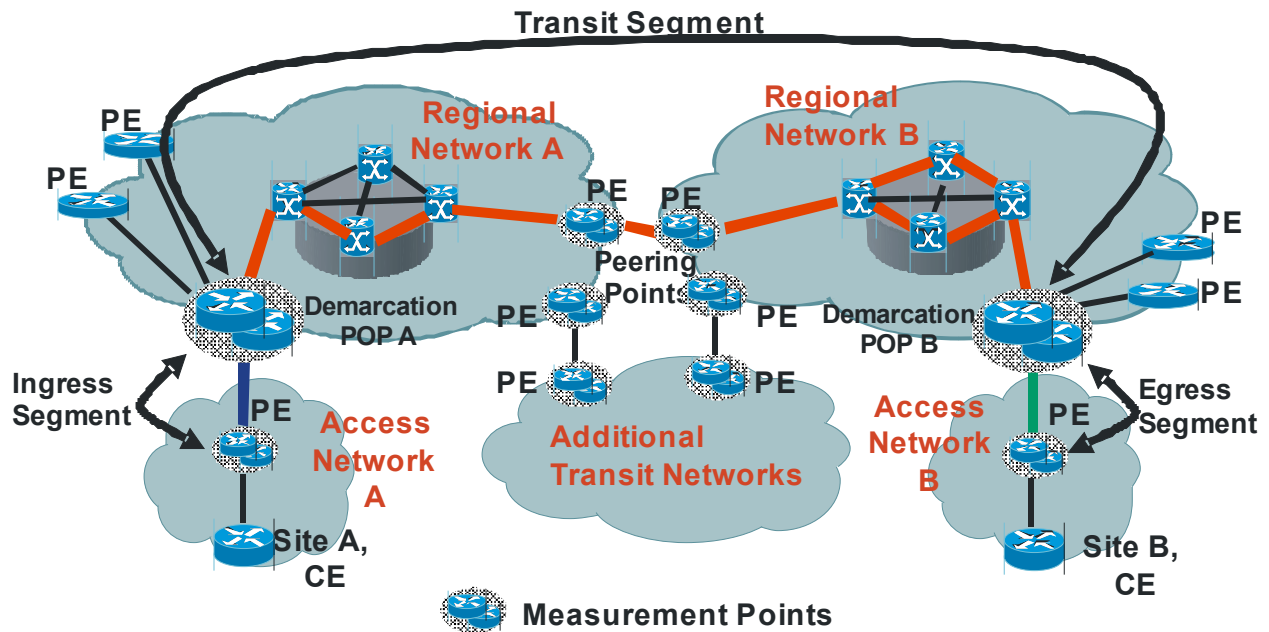 Transit Segment
PE
PE
Regional
Network A
Regional
Network B
PE
PE
Peering
Points
PE
PE
Demarcation
POP A
PE
PE
Demarcation
POP B
PE
PE
Ingress
Segment
PE
Access
Network
A
Additional
Transit Networks
Access
Network
B
PE
Egress
Segment
Site A,
CE
Site B,
CE
Measurement Points